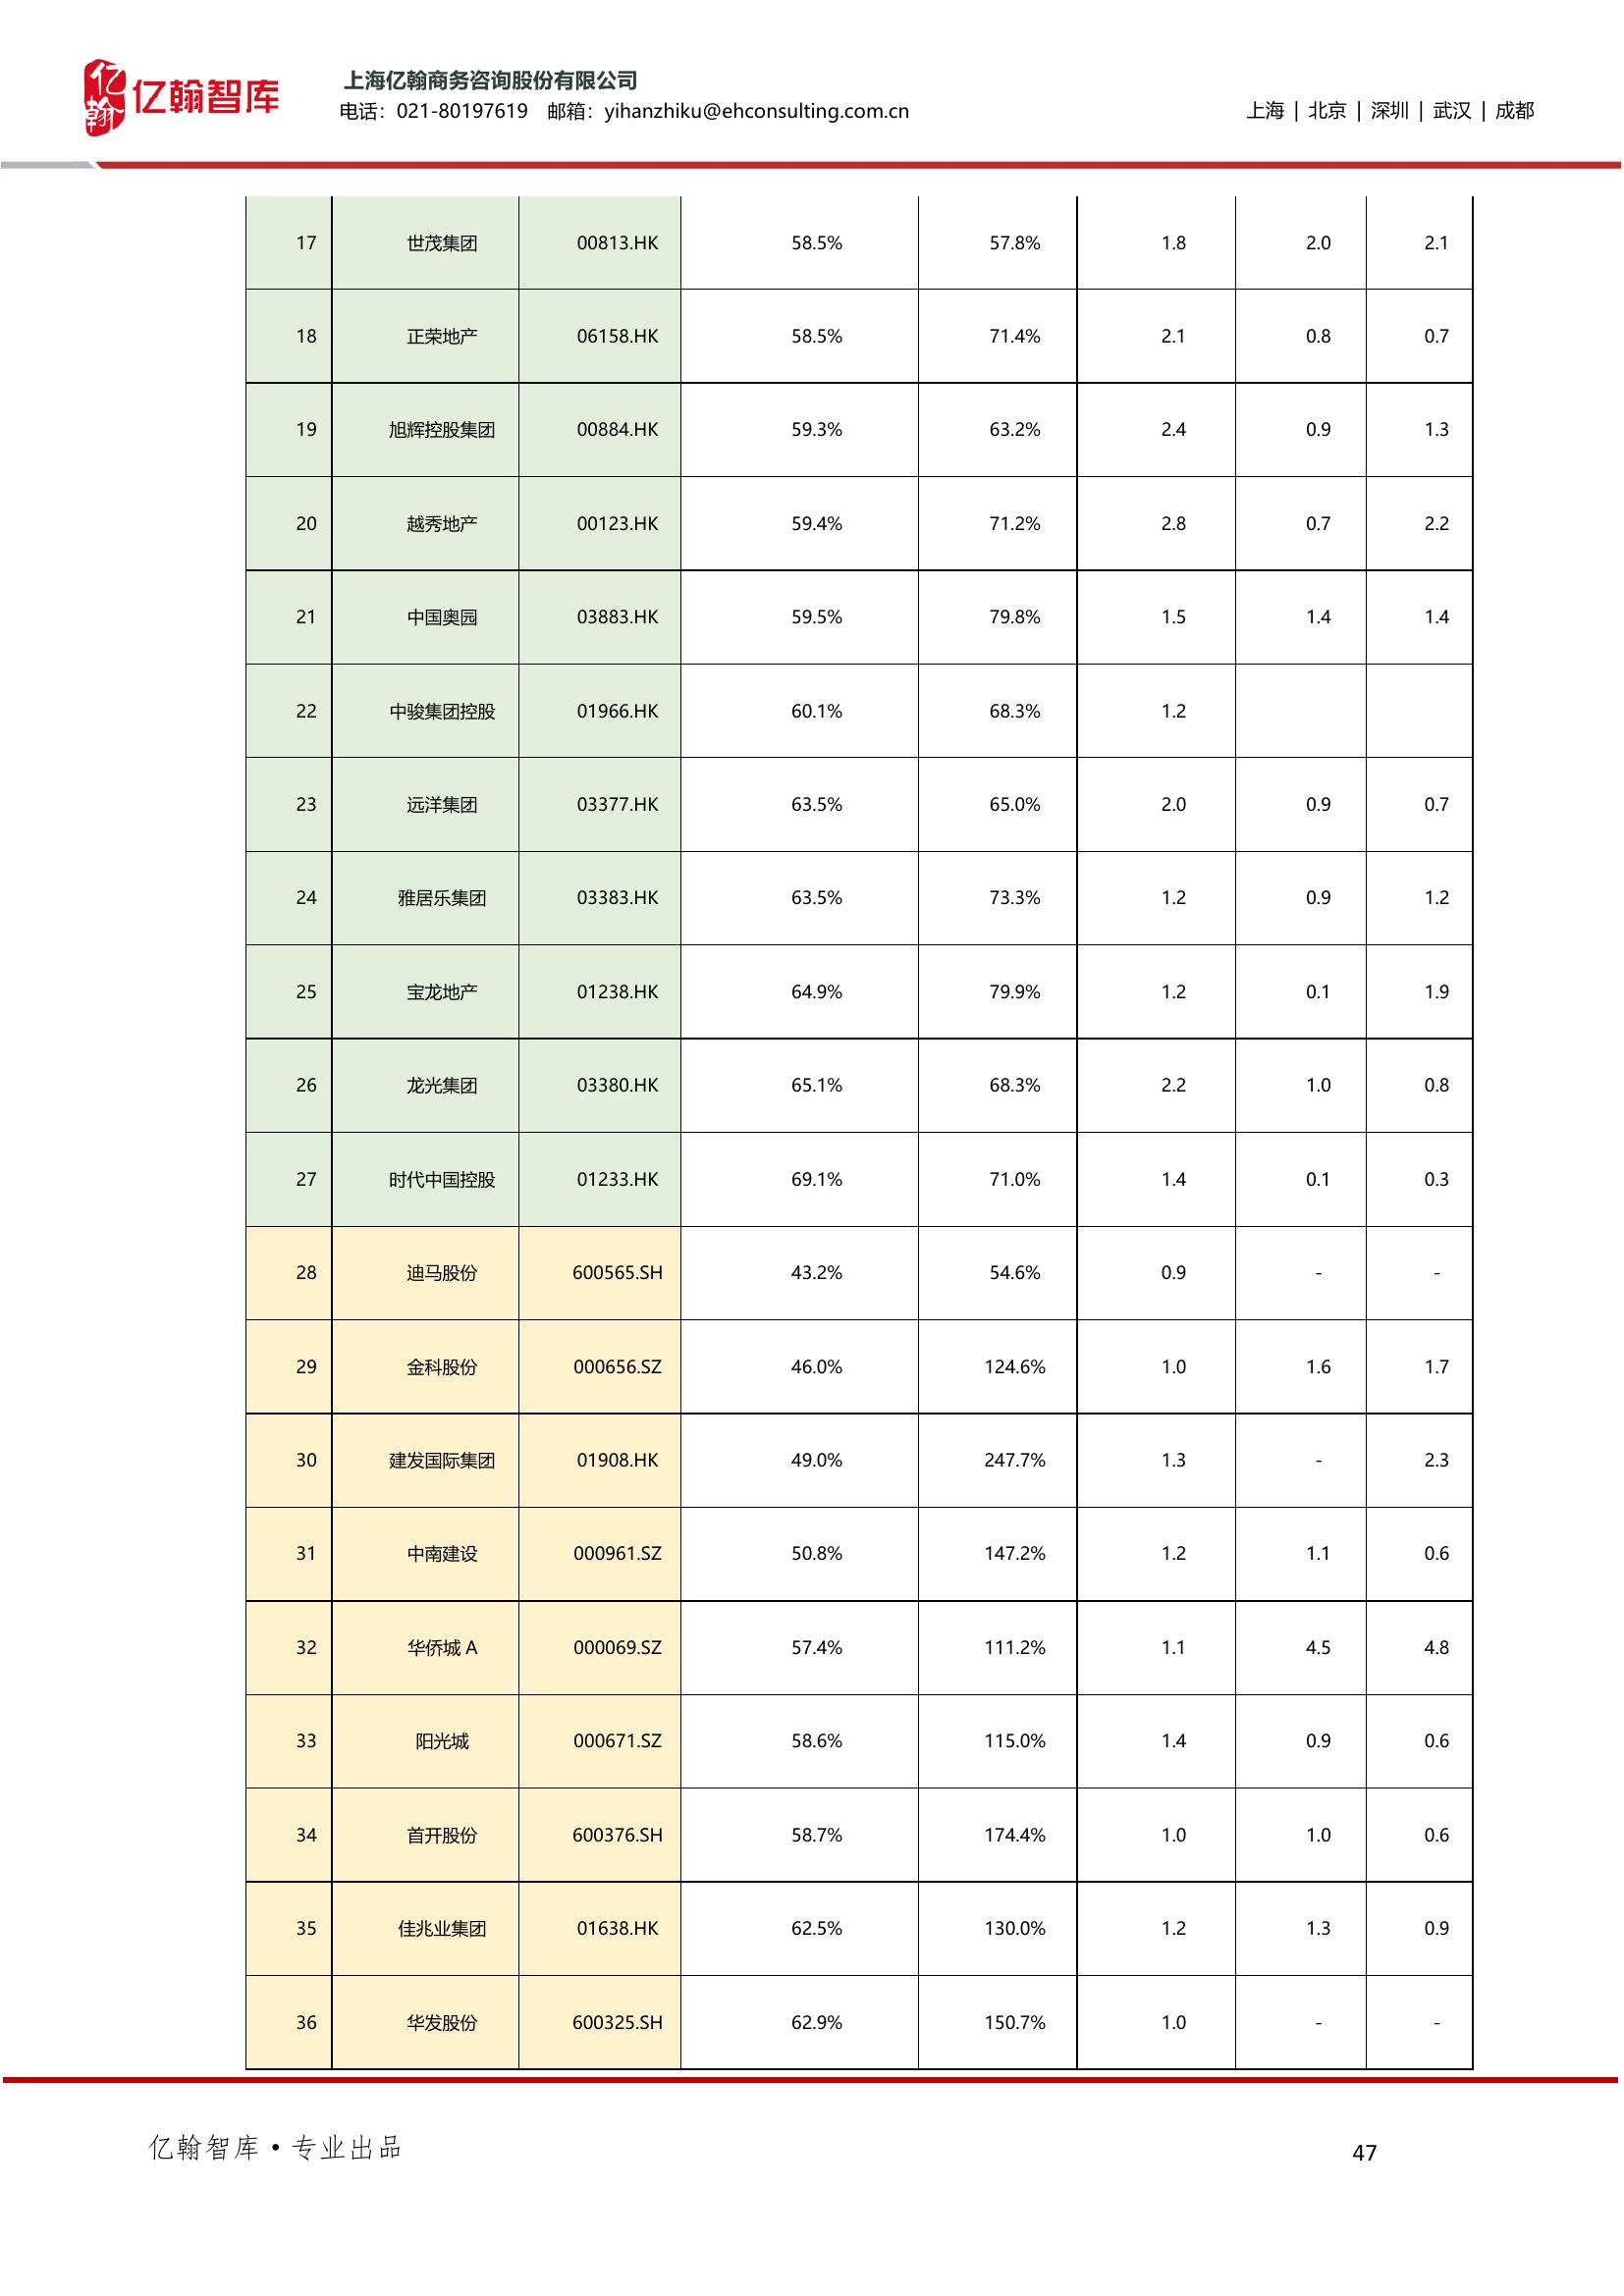 亿翰
亿翰智库
上海亿翰商务咨询股份有限公司
电话：021-80197619 邮箱：yihanzhiku@ehconsulting.com.cn
上海 | 北京 | 深圳 | 武汉 | 成都
17 世茂集团 00813.HK 58.5% 57.8% 1.8 2.0 2.1
18 正荣地产 06158.HK 58.5% 71.4% 2.1 0.8 0.7
19 旭辉控股集团 00884.HK 59.3% 63.2% 2.4 0.9 1.3
20 越秀地产 00123.HK 59.4% 71.2% 2.8 0.7 2.2
21 中国奥园 03883.HK 59.5% 79.8% 1.5 1.4 1.4
22 中骏集团控股 01966.HK 60.1% 68.3% 1.2
23 远洋集团 03377.HK 63.5% 65.0% 2.0 0.9 0.7
24 雅居乐集团 03383.HK 63.5% 73.3% 1.2 0.9 1.2
25 宝龙地产 01238.HK 64.9% 79.9% 1.2 0.1 1.9
26 龙光集团 03380.HK 65.1% 68.3% 2.2 1.0 0.8
27 时代中国控股 01233.HK 69.1% 71.0% 1.4 0.1 0.3
28 迪马股份 600565.SH 43.2% 54.6% 0.9 - -
29 金科股份 000656.SZ 46.0% 124.6% 1.0 1.6 1.7
30 建发国际集团 01908.HK 49.0% 247.7% 1.3 - 2.3
31 中南建设 000961.SZ 50.8% 147.2% 1.2 1.1 0.6
32 华侨城 A 000069.SZ 57.4% 111.2% 1.1 4.5 4.8
33 阳光城 000671.SZ 58.6% 115.0% 1.4 0.9 0.6
34 首开股份 600376.SH 58.7% 174.4% 1.0 1.0 0.6
35 佳兆业集团 01638.HK 62.5% 130.0% 1.2 1.3 0.9
36 华发股份 600325.SH 62.9% 150.7% 1.0 - -
亿翰智库·专业出品
47